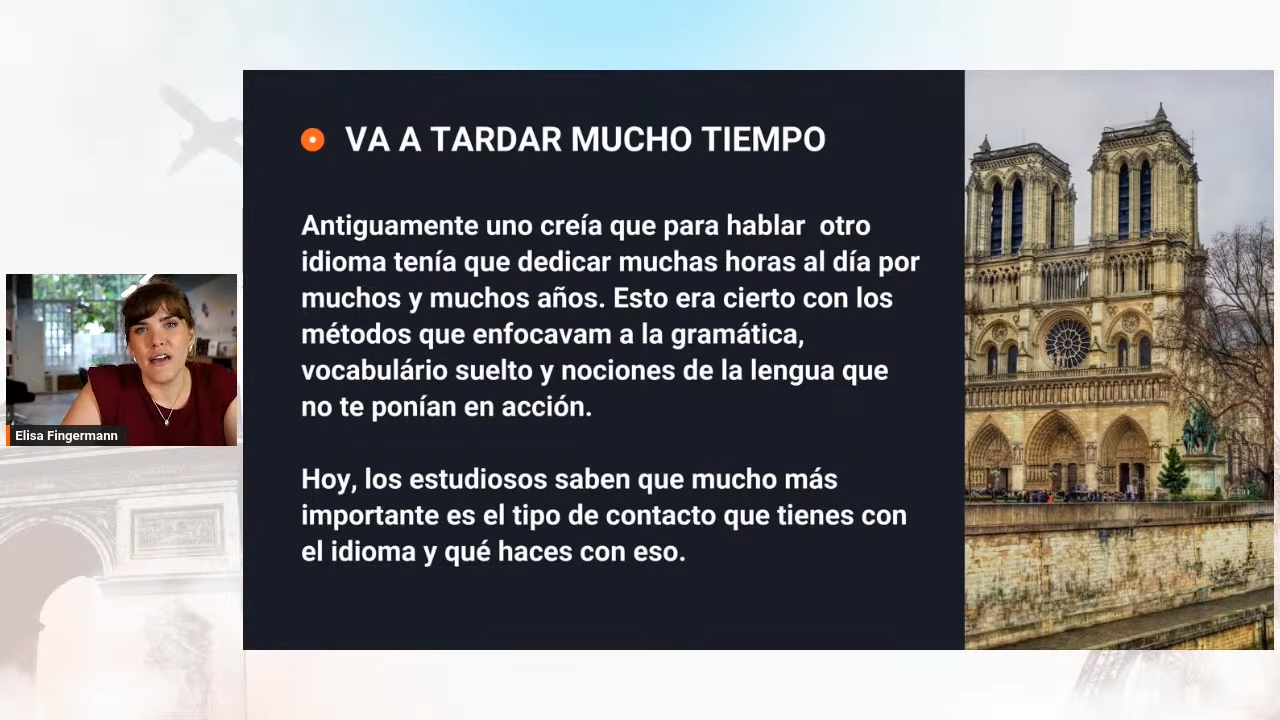 VA A TARDAR MUCHO TIEMPO
Antiguamente uno creía que para hablar  otro
idioma tenía que dedicar muchas horas al día por
muchos y muchos años. Esto era cierto con los
métodos que enfocavam a la gramática,
vocabulário suelto y nociones de la lengua que
no te ponían en acción.
Hoy, los estudiosos saben que mucho más
importante es el tipo de contacto que tienes con
el idioma y qué haces con eso.
Elisa Fingermann